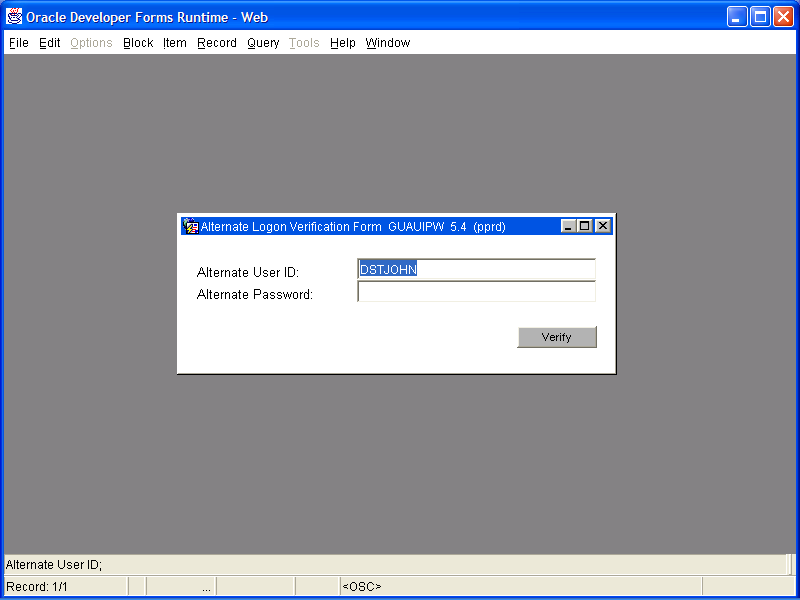 Oracle Developer Forms Runtime - Web
File Edit Options Block Item Record Query Tools Help Window
Alternate Logon Verification Form GUAUIPW 5.4 (pprd)
Alternate User ID: DSTJOHN
Alternate Password:
Verify
Alternate User ID;
Record: 1/1 ... <OSC>